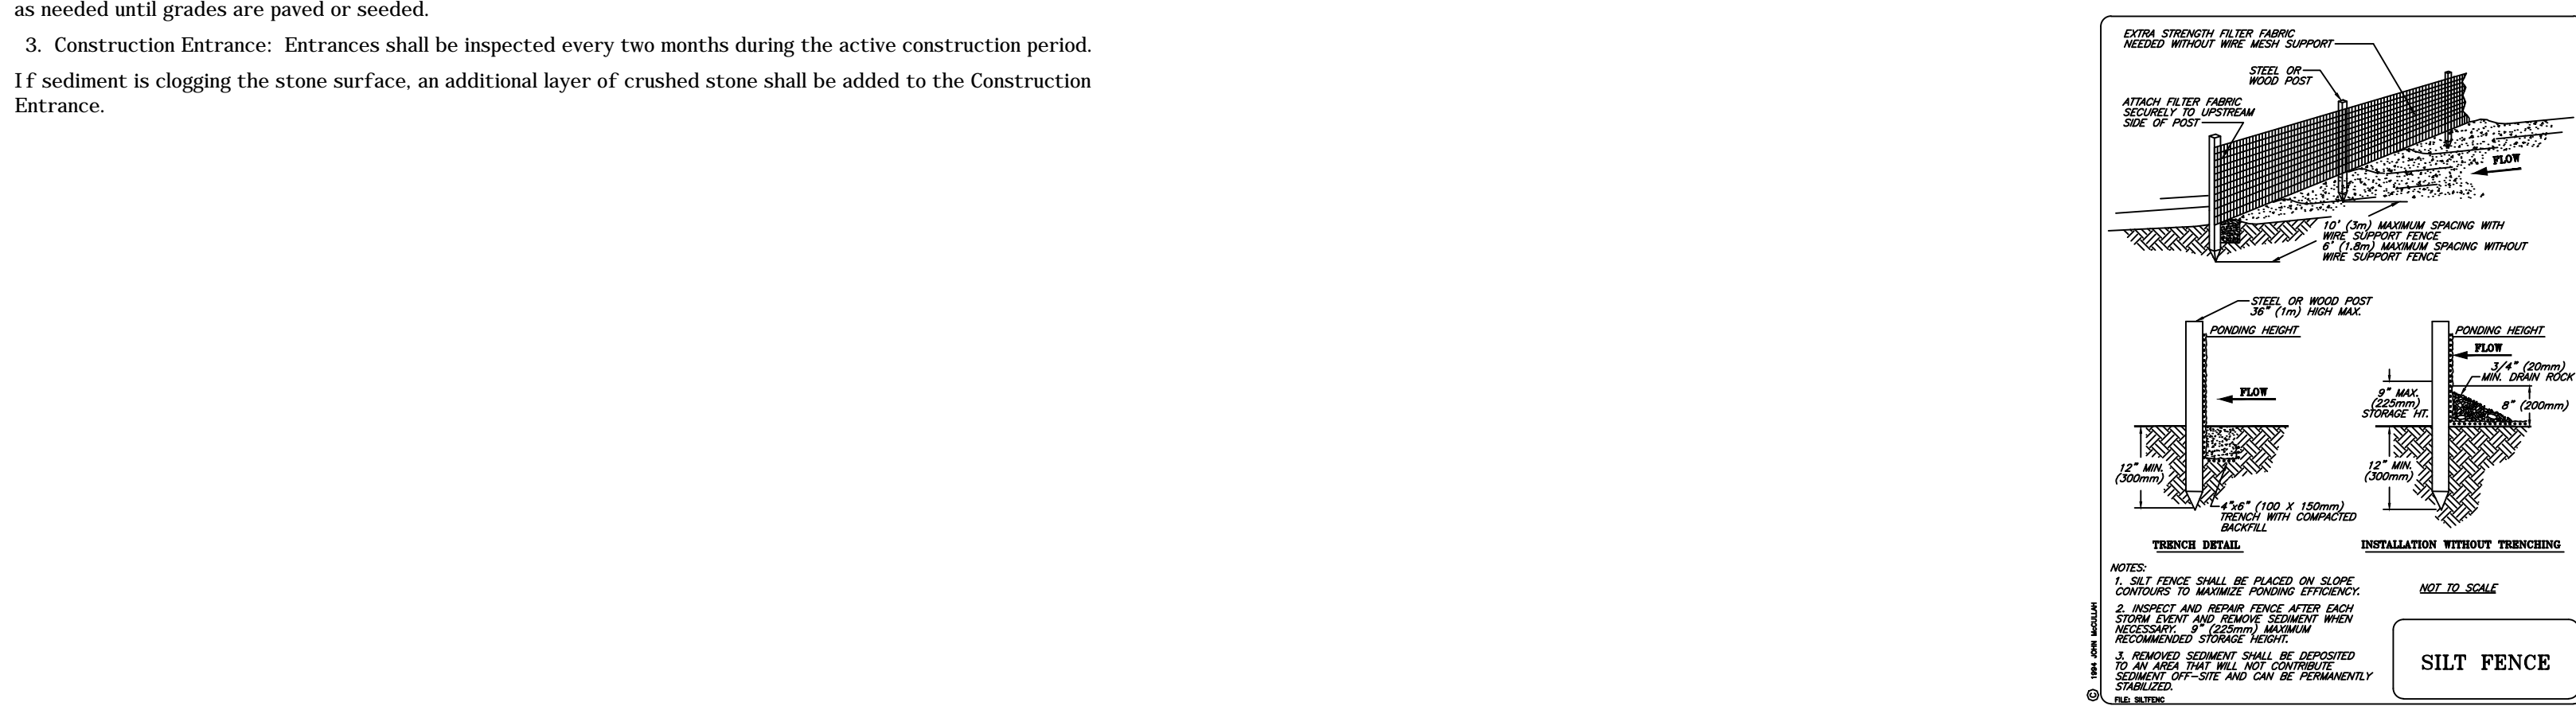 as needed until grades are paved or seeded.
3. Construction Entrance: Entrances shall be inspected every two months during the active construction period.
If sediment is clogging the stone surface, an additional layer of crushed stone shall be added to the Construction
Entrance.
EXTRA STRENGTH FILTER FABRIC
NEEDED WITHOUT WIRE MESH SUPPORT
STEEL OR
WOOD POST
ATTACH FILTER FABRIC
SECURELY TO UPSTREAM
SIDE OF POST
FLOW
10' (3m) MAXIMUM SPACING WITH
WIRE SUPPORT FENCE
6' (1.8m) MAXIMUM SPACING WITHOUT
WIRE SUPPORT FENCE
STEEL OR WOOD POST
36" (1m) HIGH MAX.
PONDING HEIGHT
FLOW
12" MIN.
(300mm)
4"x6" (100 X 150mm)
TRENCH WITH COMPACTED
BACKFILL
TRENCH DETAIL
PONDING HEIGHT
FLOW
3/4" (20mm)
MIN. DRAIN ROCK
9" MAX.
(225mm)
STORAGE HT.
8" (200mm)
12" MIN.
(300mm)
INSTALLATION WITHOUT TRENCHING
NOTES:
1. SILT FENCE SHALL BE PLACED ON SLOPE
CONTOURS TO MAXIMIZE PONDING EFFICIENCY.
2. INSPECT AND REPAIR FENCE AFTER EACH
STORM EVENT AND REMOVE SEDIMENT WHEN
NECESSARY. 9" (225mm) MAXIMUM
RECOMMENDED STORAGE HEIGHT.
3. REMOVED SEDIMENT SHALL BE DEPOSITED
TO AN AREA THAT WILL NOT CONTRIBUTE
SEDIMENT OFF-SITE AND CAN BE PERMANENTLY
STABILIZED.
FILE: SILTFENC
NOT TO SCALE
SILT FENCE
© 1994 JOHN McCULLAH